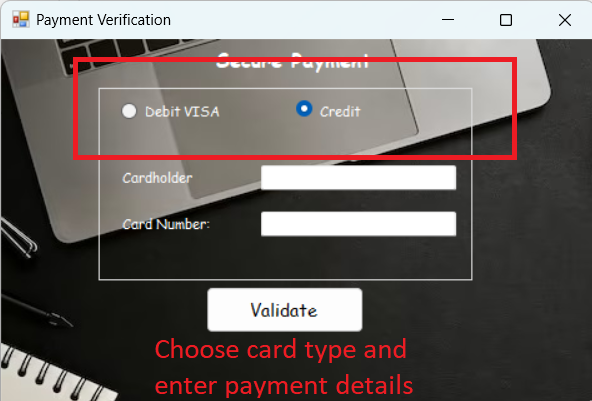 Payment Verification
Secure Payment
Debit VISA Credit
Cardholder
Card Number:
Validate
Choose card type and
enter payment details